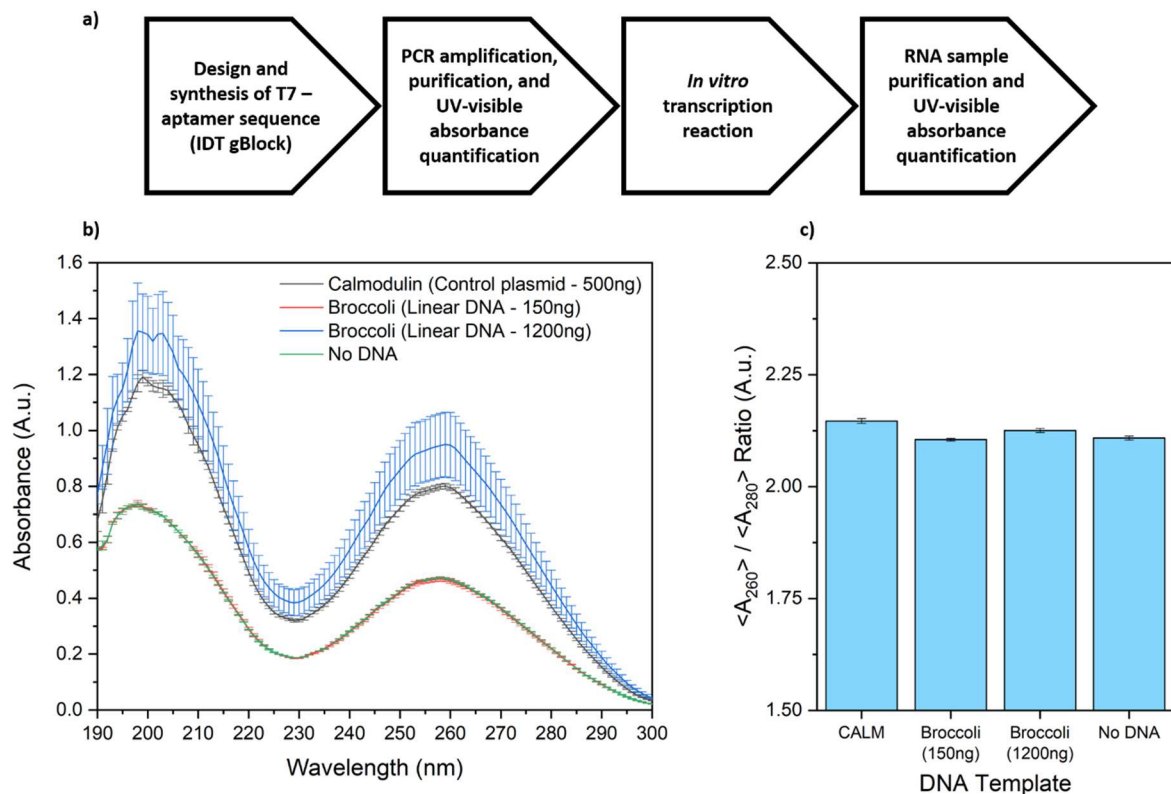 a)
Design and
synthesis of T7 –
aptamer sequence
(IDT gBlock)
PCR amplification,
purification, and
UV-visible
absorbance
quantification
In vitro
transcription
reaction
RNA sample
purification and
UV-visible
absorbance
quantification
b)
1.6
1.4
1.2
1.0
0.8
0.6
0.4
0.2
0.0
Absorbance (A.u.)
Calmodulin (Control plasmid - 500ng)
Broccoli (Linear DNA - 150ng)
Broccoli (Linear DNA - 1200ng)
No DNA
190 200 210 220 230 240 250 260 270 280 290 300
Wavelength (nm)
c)
2.50
2.25
2.00
1.75
1.50
<A260> / <A280> Ratio (A.u.)
CALM Broccoli Broccoli No DNA
(150ng) (1200ng)
DNA Template